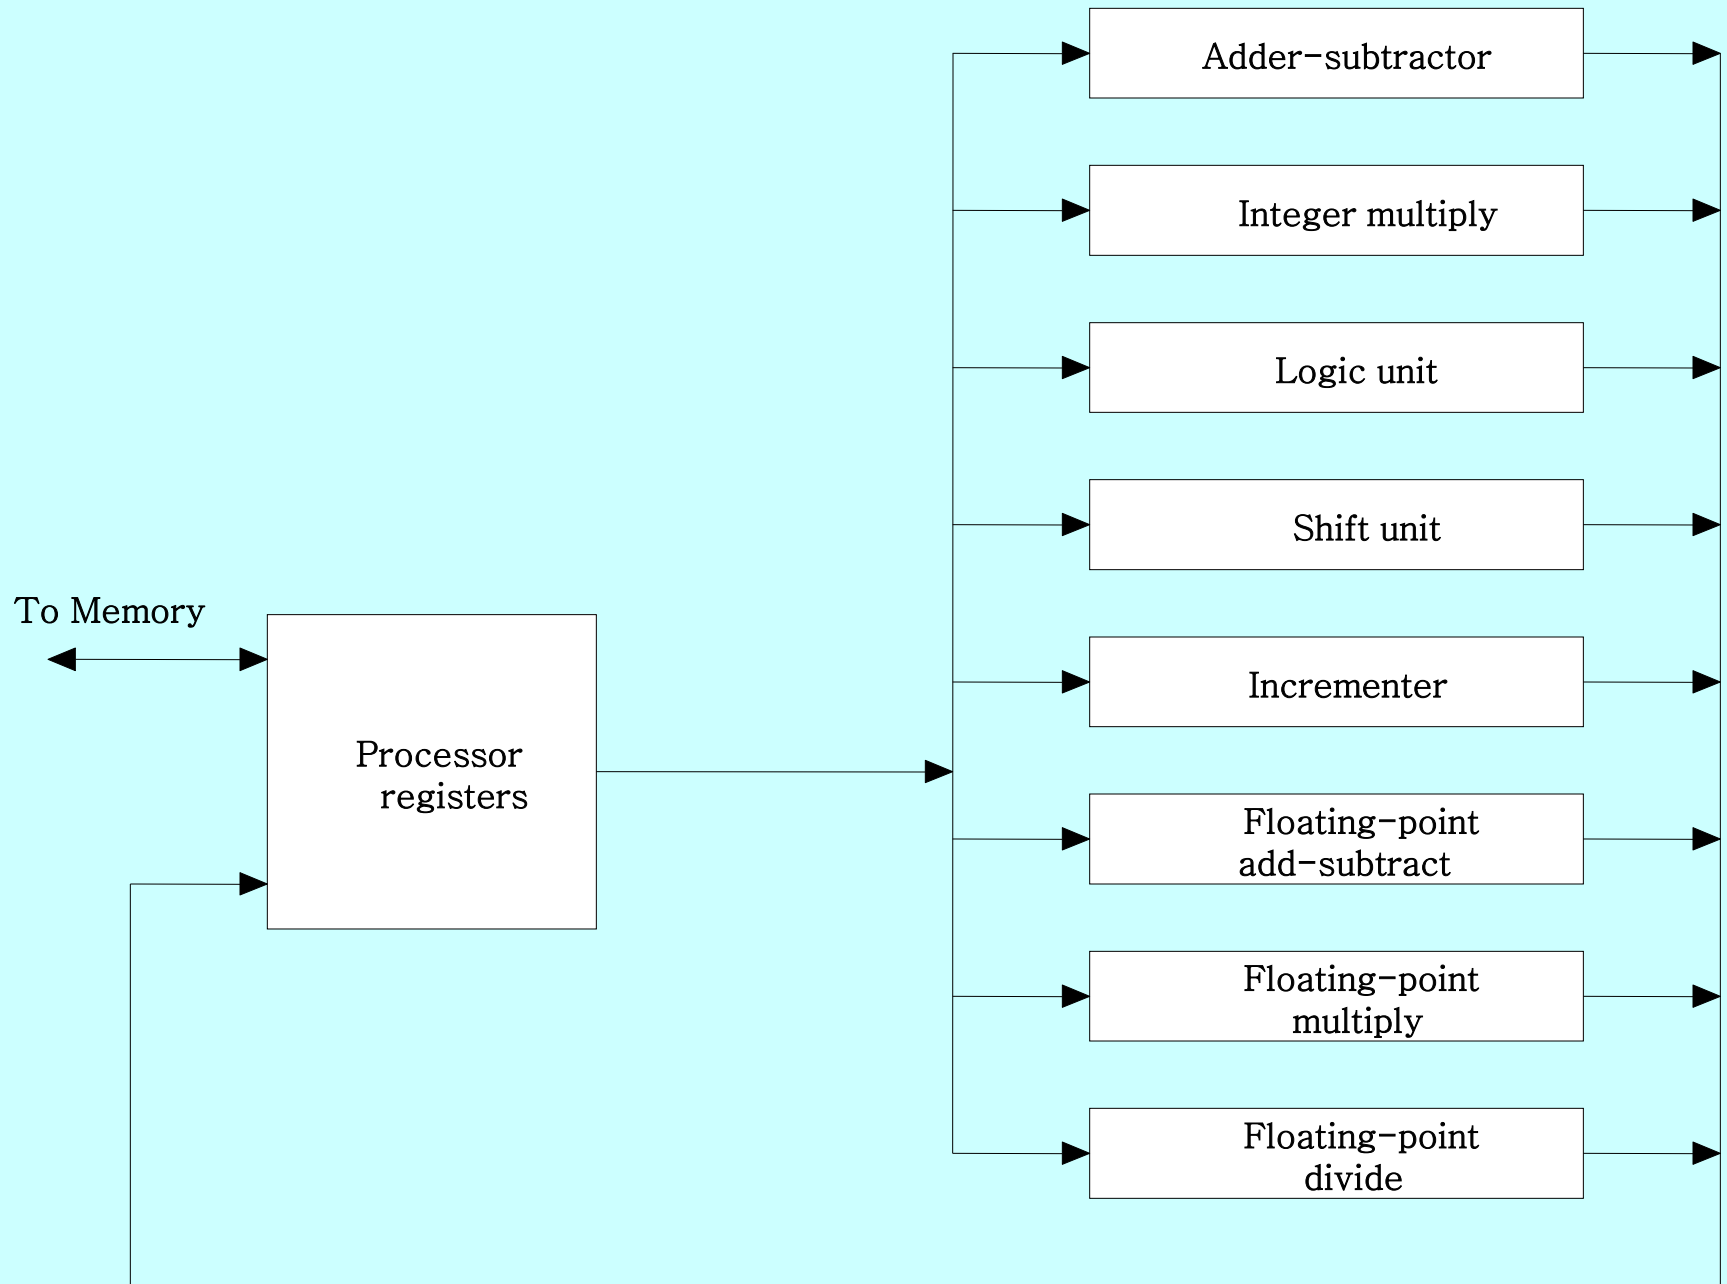 Adder-subtractor
Integer multiply
Logic unit
Shift unit
To Memory
Incrementer
Processor
registers
Floating-point
add-subtract
Floating-point
multiply
Floating-point
divide